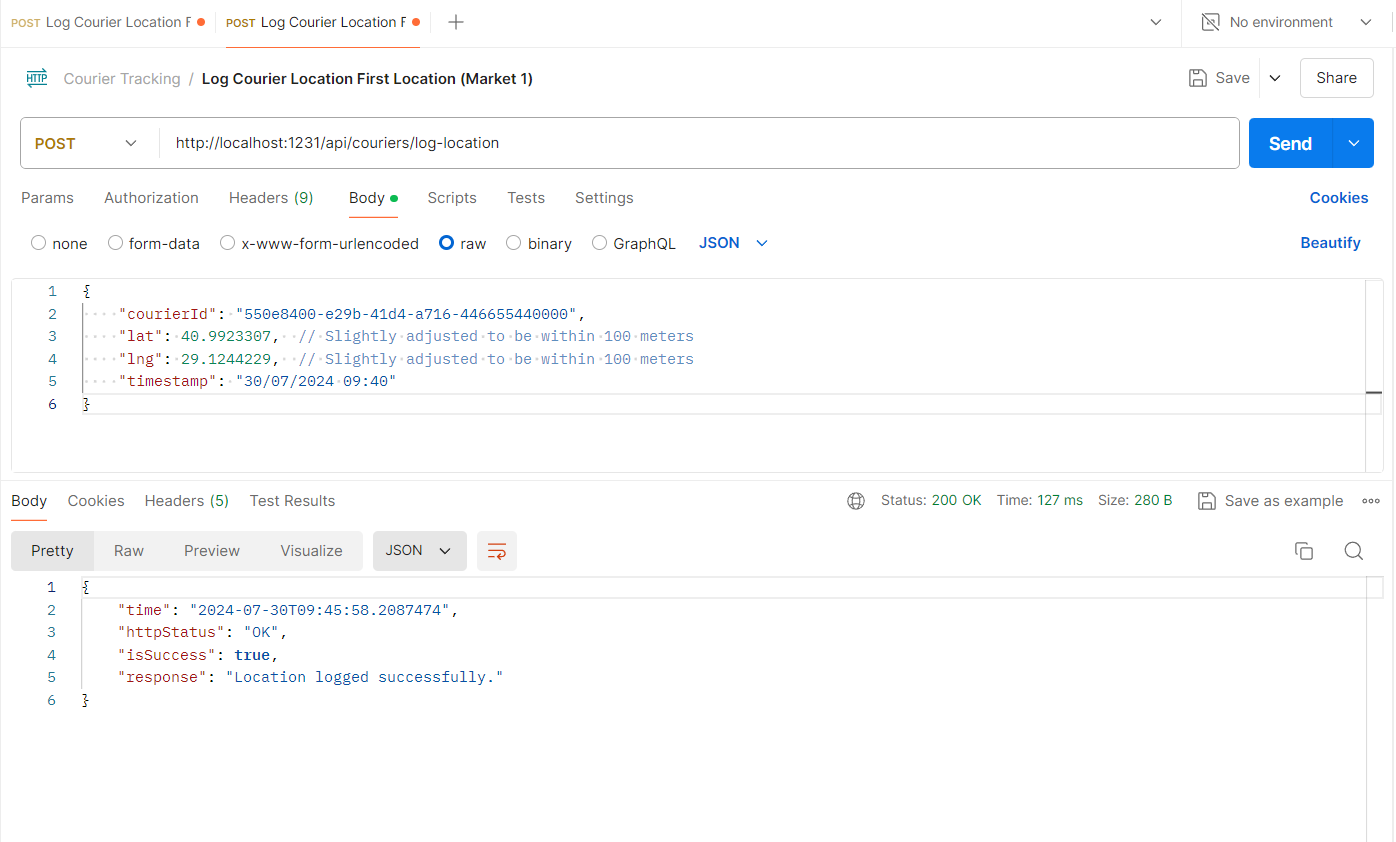 POST Log Courier Location F POST Log Courier Location F No environment
HTTP Courier Tracking / Log Courier Location First Location (Market 1) Save Share
POST http://localhost:1231/api/couriers/log-location Send
Params Authorization Headers (9) Body Scripts Tests Settings Cookies
none form-data x-www-form-urlencoded raw binary GraphQL JSON Beautify
1 {
2 "courierId": "550e8400-e29b-41d4-a716-446655440000",
3 "lat": 40.9923307, // Slightly adjusted to be within 100 meters
4 "lng": 29.1244229, // Slightly adjusted to be within 100 meters
5 "timestamp": "30/07/2024 09:40"
6 }
Body Cookies Headers (5) Test Results Status: 200 OK Time: 127 ms Size: 280 B Save as example
Pretty Raw Preview Visualize JSON
1 {
2 "time": "2024-07-30T09:45:58.2087474",
3 "httpStatus": "OK",
4 "isSuccess": true,
5 "response": "Location logged successfully."
6 }